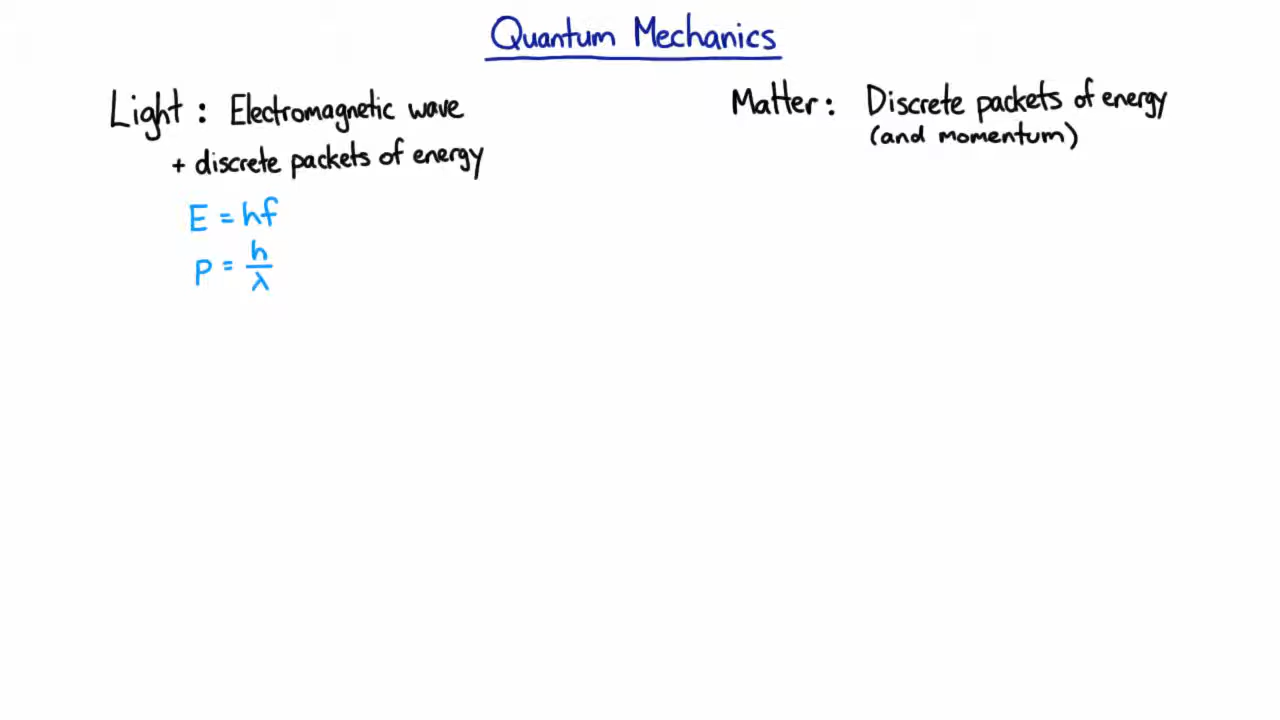 Quantum Mechanics
Light : Electromagnetic wave
+ discrete packets of energy
E = hf
P = h/λ
Matter : Discrete packets of energy
(and momentum)